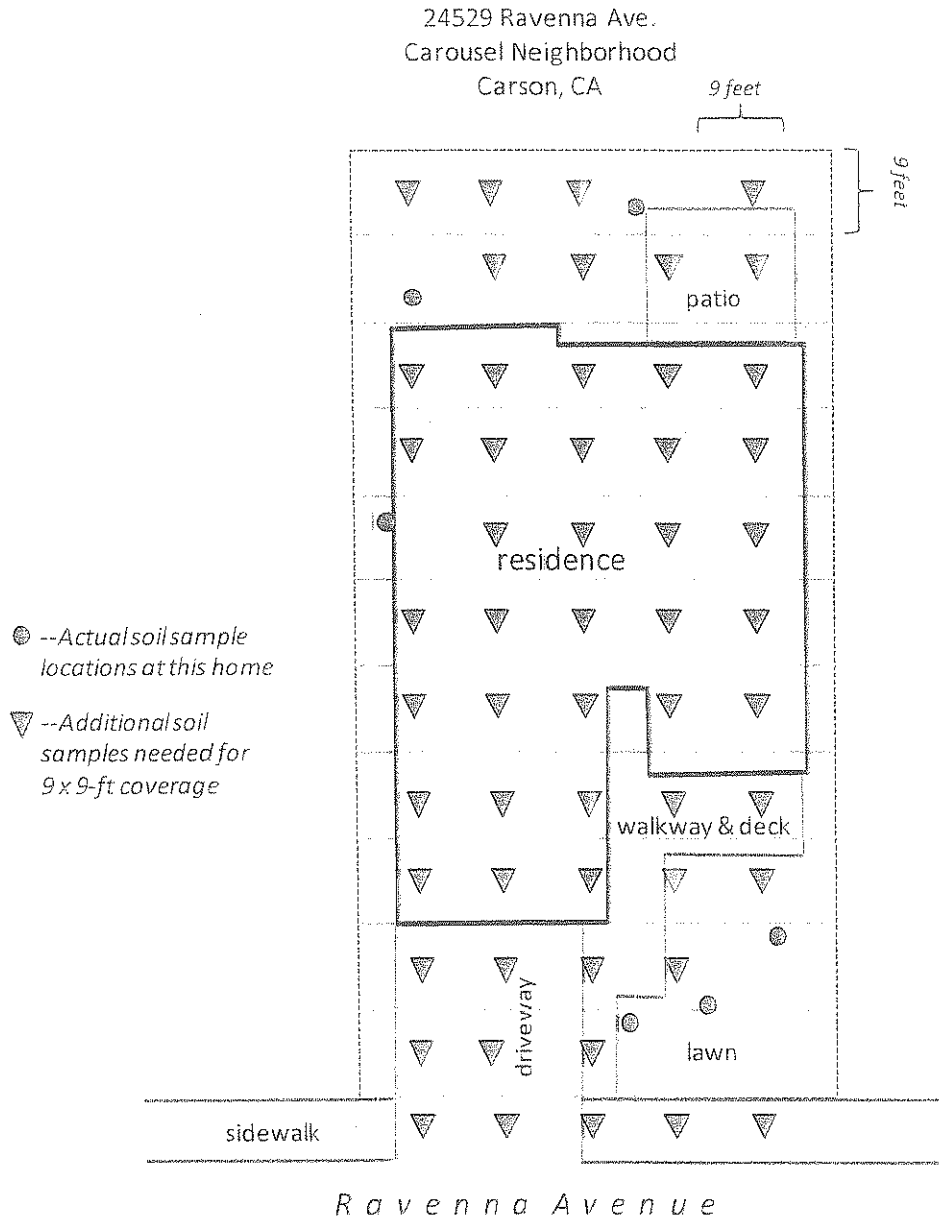 24529 Ravenna Ave.
Carousel Neighborhood
Carson, CA
9 feet
9 feet
patio
residence
--Actual soil sample
locations at this home
--Additional soil
samples needed for
9 x 9-ft coverage
walkway & deck
driveway
lawn
sidewalk
Ravenna Avenue